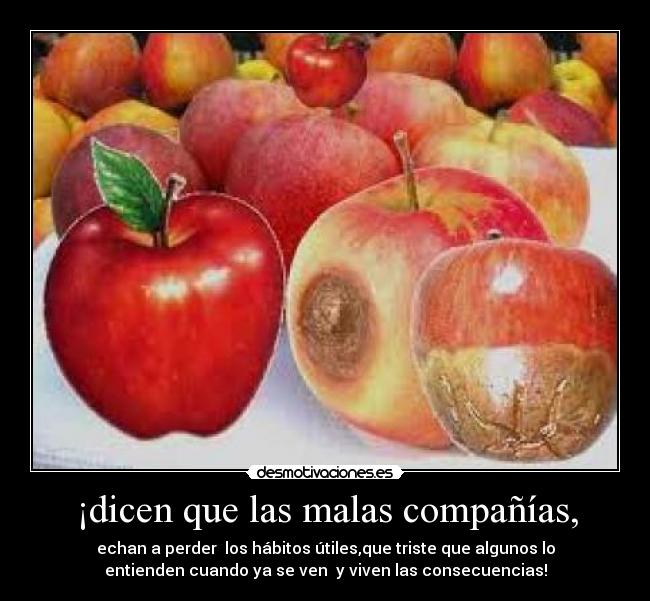 desmotivaciones.es
¡dicen que las malas compañías,
echan a perder  los hábitos útiles,que triste que algunos lo
entienden cuando ya se ven  y viven las consecuencias!